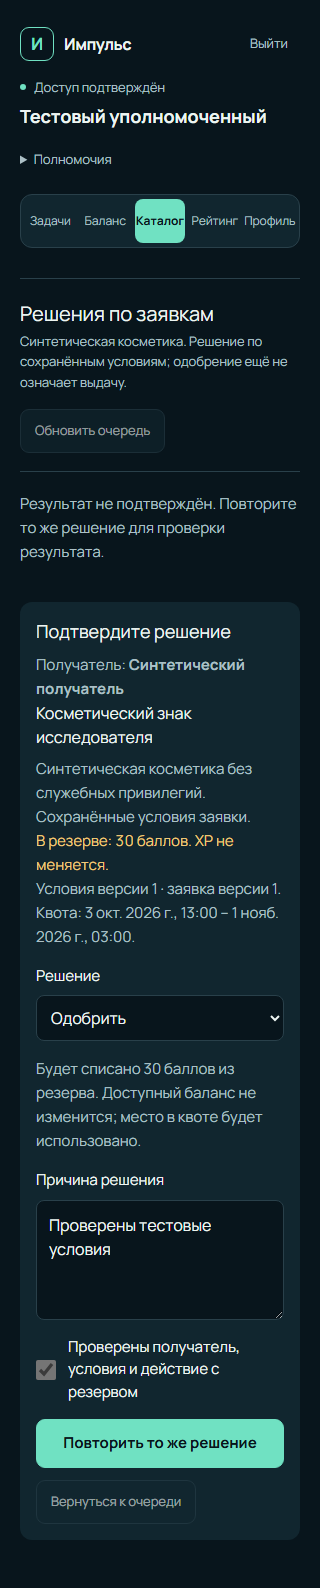 И Импульс Выйти
Доступ подтверждён
Тестовый уполномоченный
Полномочия
Задачи Баланс Каталог Рейтинг Профиль
Решения по заявкам
Синтетическая косметика. Решение по
сохранённым условиям; одобрение ещё не
означает выдачу.
Обновить очередь
Результат не подтверждён. Повторите
то же решение для проверки
результата.
Подтвердите решение
Получатель: Синтетический
получатель
Косметический знак
исследователя
Синтетическая косметика без
служебных привилегий.
Сохранённые условия заявки.
В резерве: 30 баллов. XP не
меняется.
Условия версии 1 · заявка версии 1.
Квота: 3 окт. 2026 г., 13:00 – 1 нояб.
2026 г., 03:00.
Решение
Одобрить
Будет списано 30 баллов из
резерва. Доступный баланс не
изменится; место в квоте будет
использовано.
Причина решения
Проверены тестовые
условия
Проверены получатель,
условия и действие с
резервом
Повторить то же решение
Вернуться к очереди